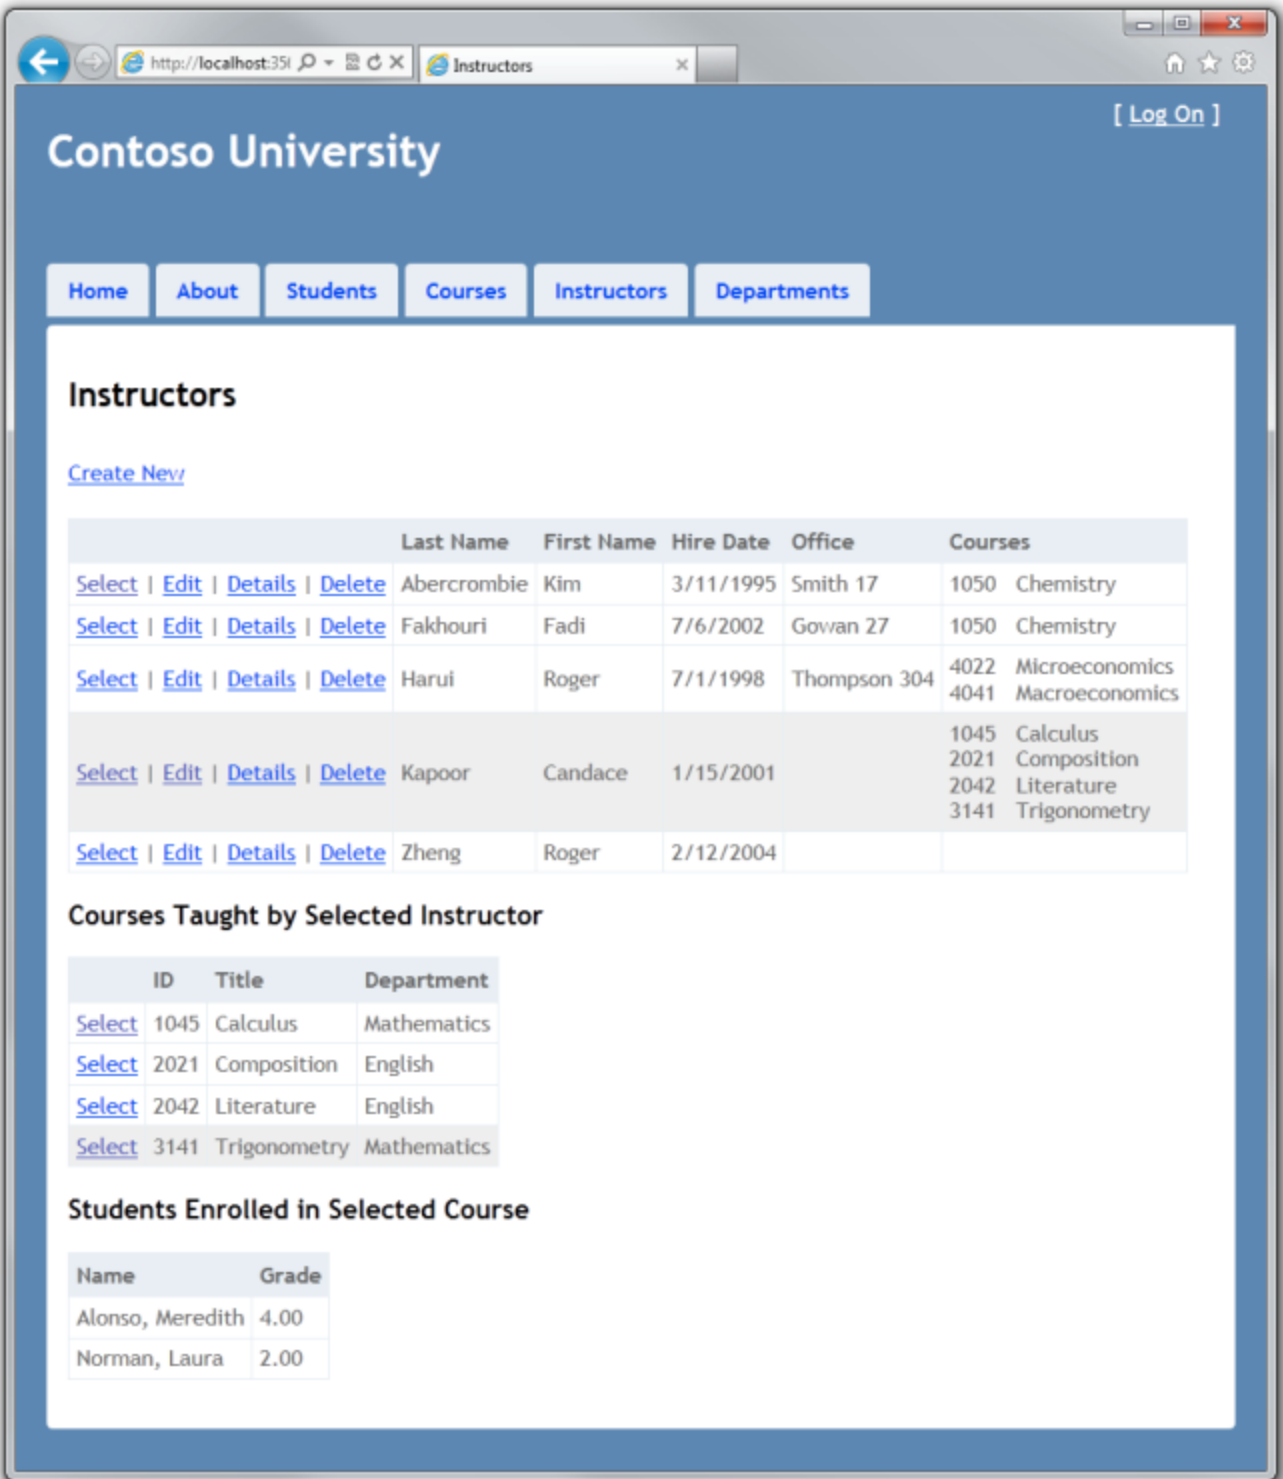 http://localhost:35
Instructors
[ Log On ]
Contoso University
Home About Students Courses Instructors Departments
Instructors
Create New
Last Name First Name Hire Date Office Courses
Select | Edit | Details | Delete Abercrombie Kim 3/11/1995 Smith 17 1050 Chemistry
Select | Edit | Details | Delete Fakhouri Fadi 7/6/2002 Gowan 27 1050 Chemistry
Select | Edit | Details | Delete Harui Roger 7/1/1998 Thompson 304 4022 Microeconomics
4041 Macroeconomics
Select | Edit | Details | Delete Kapoor Candace 1/15/2001 1045 Calculus
2021 Composition
2042 Literature
3141 Trigonometry
Select | Edit | Details | Delete Zheng Roger 2/12/2004
Courses Taught by Selected Instructor
ID Title Department
Select 1045 Calculus Mathematics
Select 2021 Composition English
Select 2042 Literature English
Select 3141 Trigonometry Mathematics
Students Enrolled in Selected Course
Name Grade
Alonso, Meredith 4.00
Norman, Laura 2.00